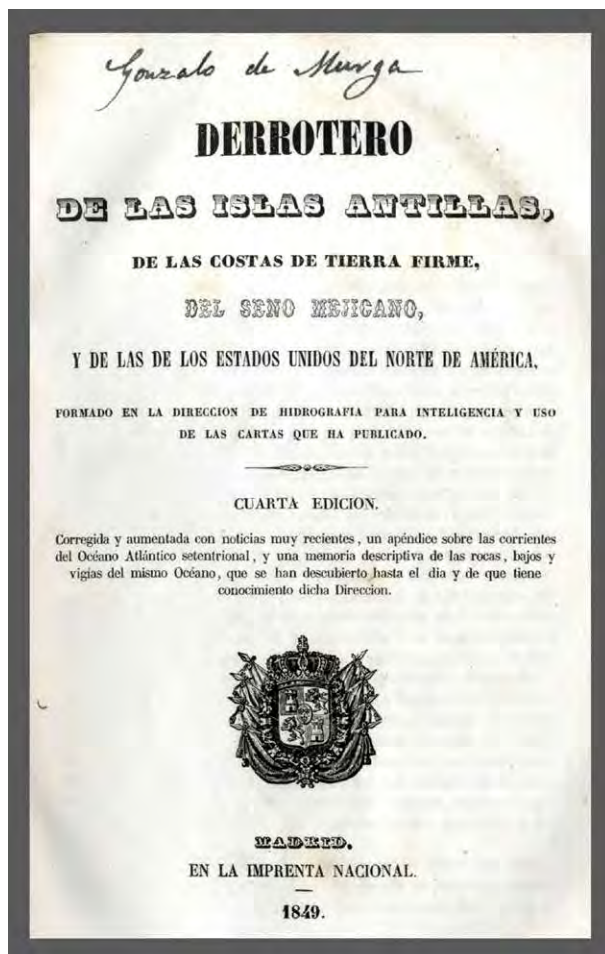 Gonzalo de Murga
DERROTERO
DE LAS ISLAS ANTILLAS,
DE LAS COSTAS DE TIERRA FIRME,
DEL SENO MEJICANO,
Y DE LAS DE LOS ESTADOS UNIDOS DEL NORTE DE AMÉRICA,
FORMADO EN LA DIRECCION DE HIDROGRAFIA PARA INTELIGENCIA Y USO
DE LAS CARTAS QUE HA PUBLICADO.
CUARTA EDICION.
Corregida y aumentada con noticias muy recientes, un apéndice sobre las corrientes
del Océano Atlántico setentrional, y una memoria descriptiva de las rocas, bajos y
vigías del mismo Océano, que se han descubierto hasta el dia y de que tiene
conocimiento dicha Direccion.
MADRID.
EN LA IMPRENTA NACIONAL.
1849.